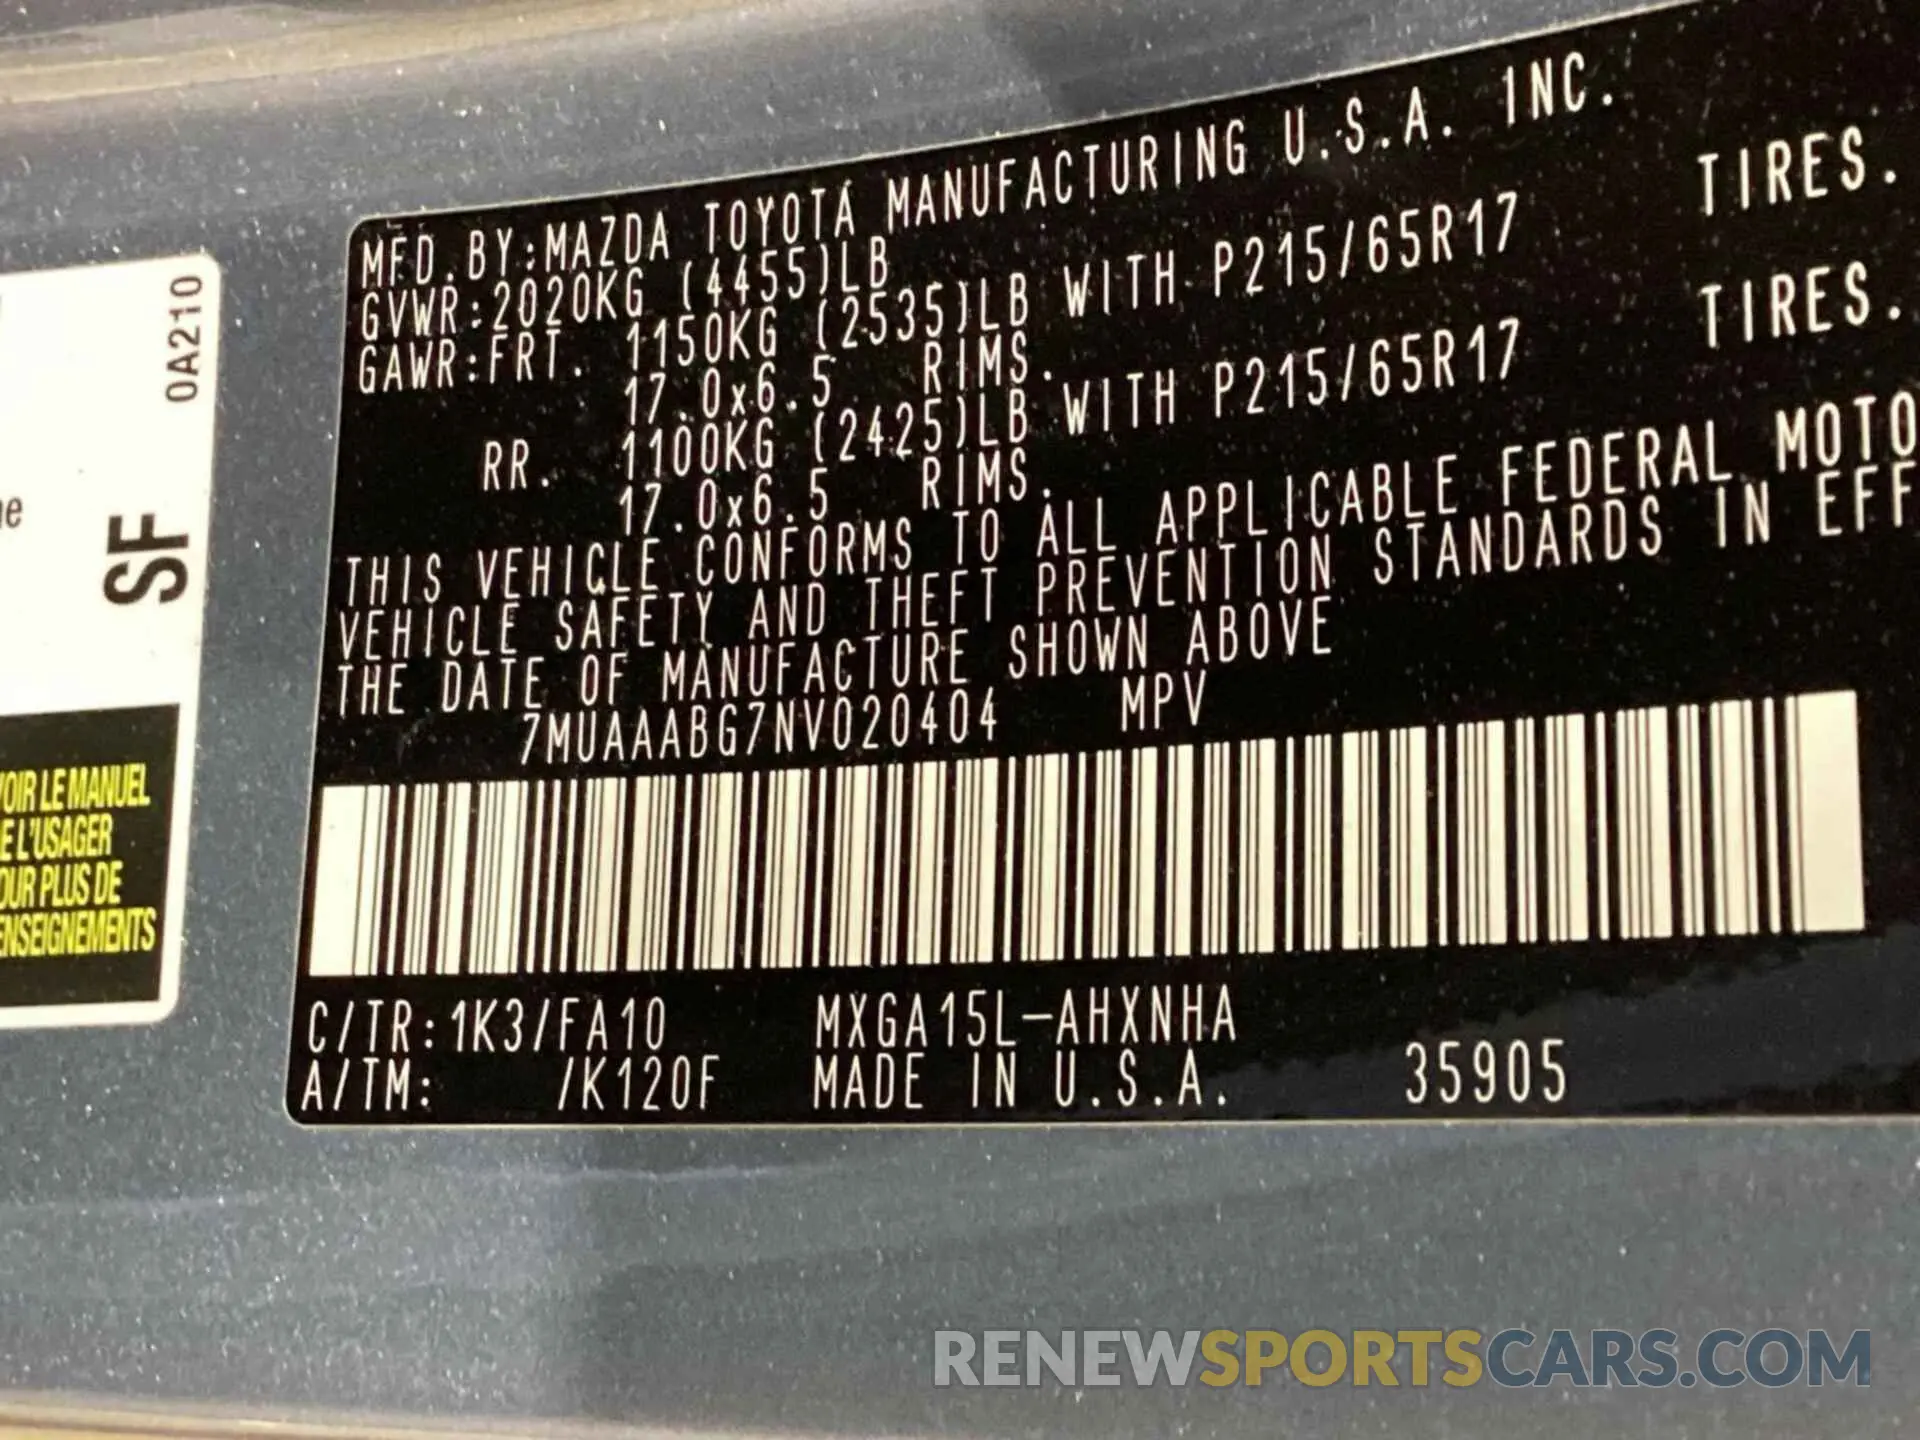 MFD.BY:MAZDA TOYOTA MANUFACTURING U.S.A. INC.
GVWR:2020KG (4455)LB
GAWR:FRT. 1150KG (2535)LB WITH P215/65R17 TIRES.
17.0x6.5 RIMS.
RR. 1100KG (2425)LB WITH P215/65R17 TIRES.
17.0x6.5 RIMS.
THIS VEHICLE CONFORMS TO ALL APPLICABLE FEDERAL MOTO
VEHICLE SAFETY AND THEFT PREVENTION STANDARDS IN EFF
THE DATE OF MANUFACTURE SHOWN ABOVE
7MUAAABG7NV020404 MPV
C/TR:1K3/FA10 MXGA15L-AHXNHA
A/TM: /K120F MADE IN U.S.A. 35905
0A210
SF
ne
VOIR LE MANUEL
DE L'USAGER
OUR PLUS DE
ENSEIGNEMENTS
RENEWSPORTSCARS.COM